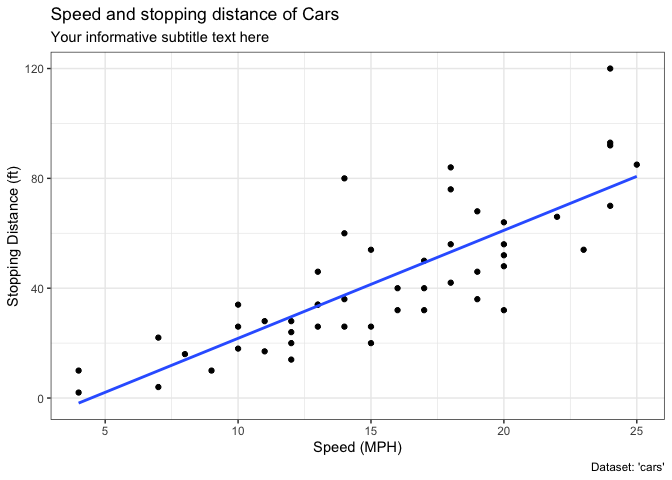 Speed and stopping distance of Cars
Your informative subtitle text here
Stopping Distance (ft)
120
80
40
0
5 10 15 20 25
Speed (MPH)
Dataset: 'cars'